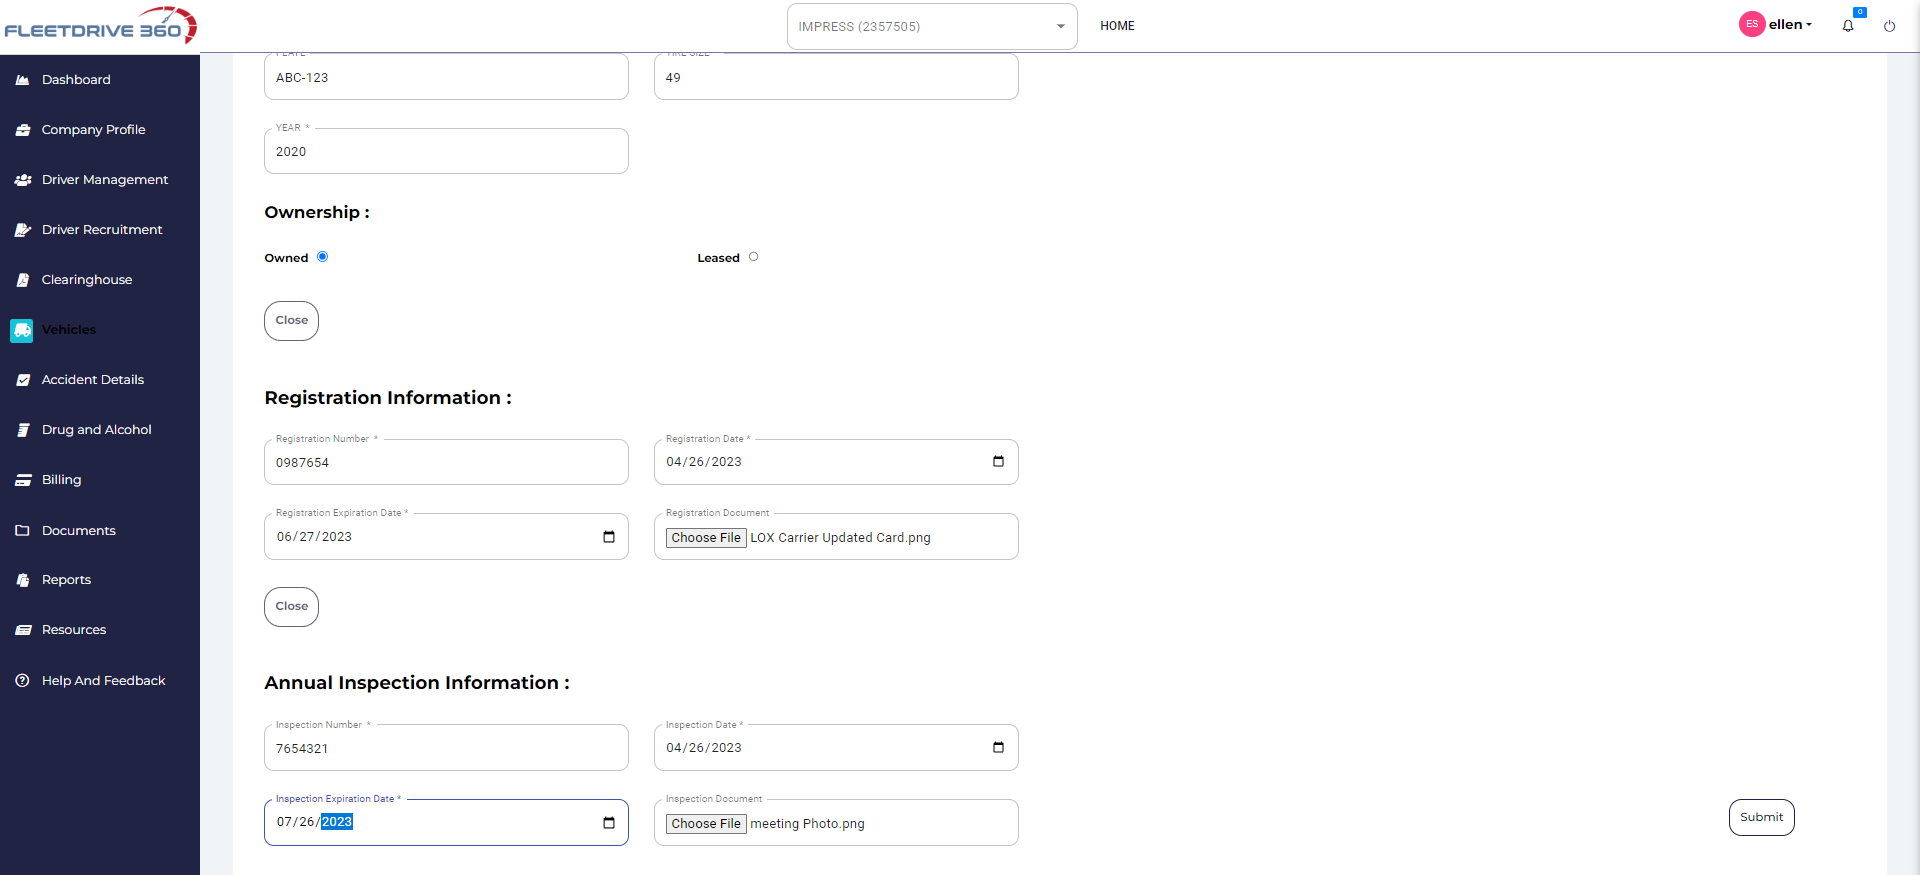 FLEETDRIVE 360
IMPRESS (2357505)
HOME
ES
ellen
0
Dashboard
Company Profile
Driver Management
Driver Recruitment
Clearinghouse
Vehicles
Accident Details
Drug and Alcohol
Billing
Documents
Reports
Resources
Help And Feedback
PLATE
TIRE SIZE
ABC-123
49
YEAR *
2020
Ownership :
Owned
Leased
Close
Registration Information :
Registration Number *
Registration Date *
0987654
04/26/2023
Registration Expiration Date *
Registration Document
06/27/2023
Choose File LOX Carrier Updated Card.png
Close
Annual Inspection Information :
Inspection Number *
Inspection Date *
7654321
04/26/2023
Inspection Expiration Date *
Inspection Document
07/26/2023
Choose File meeting Photo.png
Submit